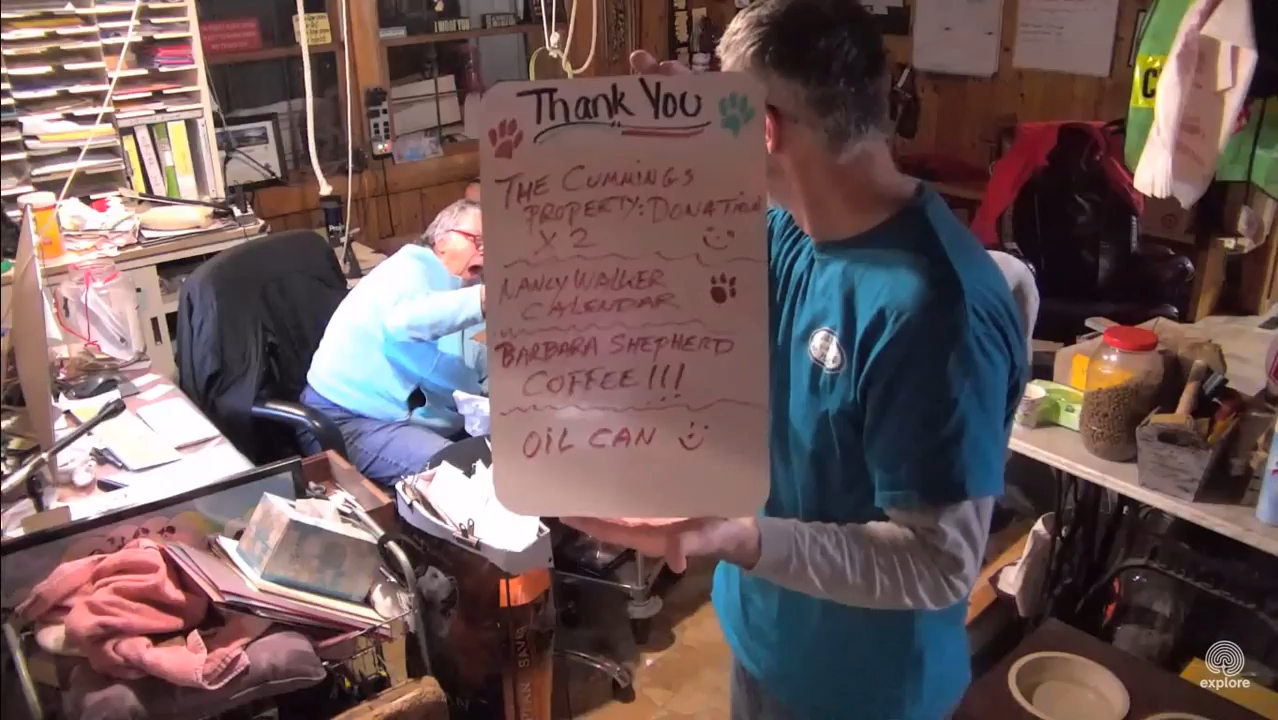 Thank You
THE CUMMINGS
PROPERTY: DONATION
X 2
NANCY WALKER
CALENDAR
BARBARA SHEPHERD
COFFEE!!!
OIL CAN
explore